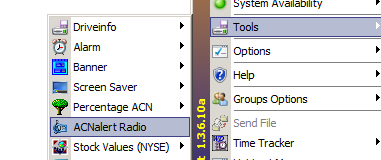 Driveinfo
Alarm
Banner
Screen Saver
Percentage ACN
ACNalert Radio
Stock Values (NYSE)
1.3.6.10a
System Availability
Tools
Options
Help
Groups Options
Send File
Time Tracker